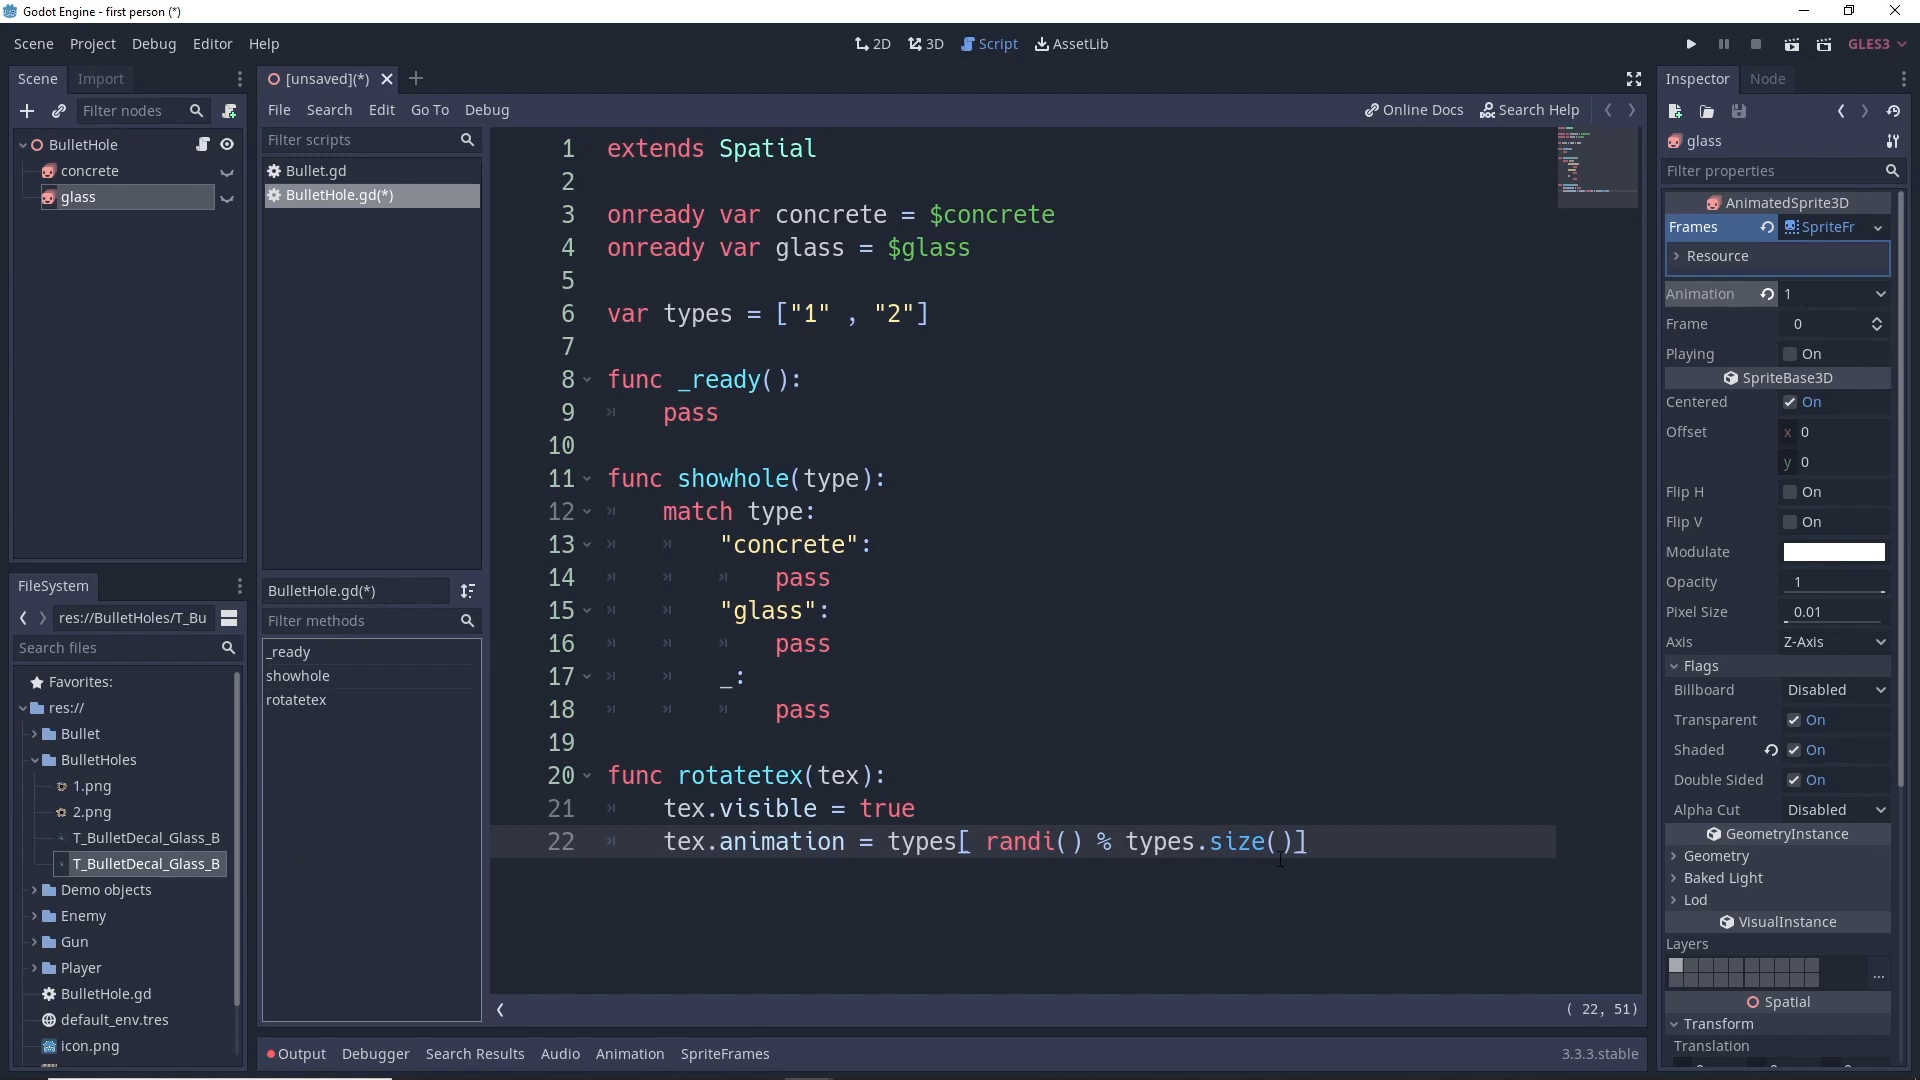 Godot Engine - first person (*)
Scene Project Debug Editor Help
2D 3D Script AssetLib
GLES3
Scene Import
Filter nodes
BulletHole
concrete
glass
FileSystem
res://BulletHoles/T_Bu
Search files
Favorites:
res://
Bullet
BulletHoles
1.png
2.png
T_BulletDecal_Glass_B
T_BulletDecal_Glass_B
Demo objects
Enemy
Gun
Player
BulletHole.gd
default_env.tres
icon.png
[unsaved](*)
File Search Edit Go To Debug
Online Docs Search Help
Filter scripts
Bullet.gd
BulletHole.gd(*)
BulletHole.gd(*)
Filter methods
_ready
showhole
rotatetex
1 extends Spatial
2
3 onready var concrete = $concrete
4 onready var glass = $glass
5
6 var types = ["1" , "2"]
7
8 func _ready():
9 pass
10
11 func showhole(type):
12 match type:
13 "concrete":
14 pass
15 "glass":
16 pass
17 _:
18 pass
19
20 func rotatetex(tex):
21 tex.visible = true
22 tex.animation = types[ randi() % types.size()]
( 22, 51)
Output Debugger Search Results Audio Animation SpriteFrames
3.3.3.stable
Inspector Node
glass
Filter properties
AnimatedSprite3D
Frames SpriteFr
Resource
Animation 1
Frame 0
Playing On
SpriteBase3D
Centered On
Offset x 0
y 0
Flip H On
Flip V On
Modulate
Opacity 1
Pixel Size 0.01
Axis Z-Axis
Flags
Billboard Disabled
Transparent On
Shaded On
Double Sided On
Alpha Cut Disabled
GeometryInstance
Geometry
Baked Light
Lod
VisualInstance
Layers
...
Spatial
Transform
Translation